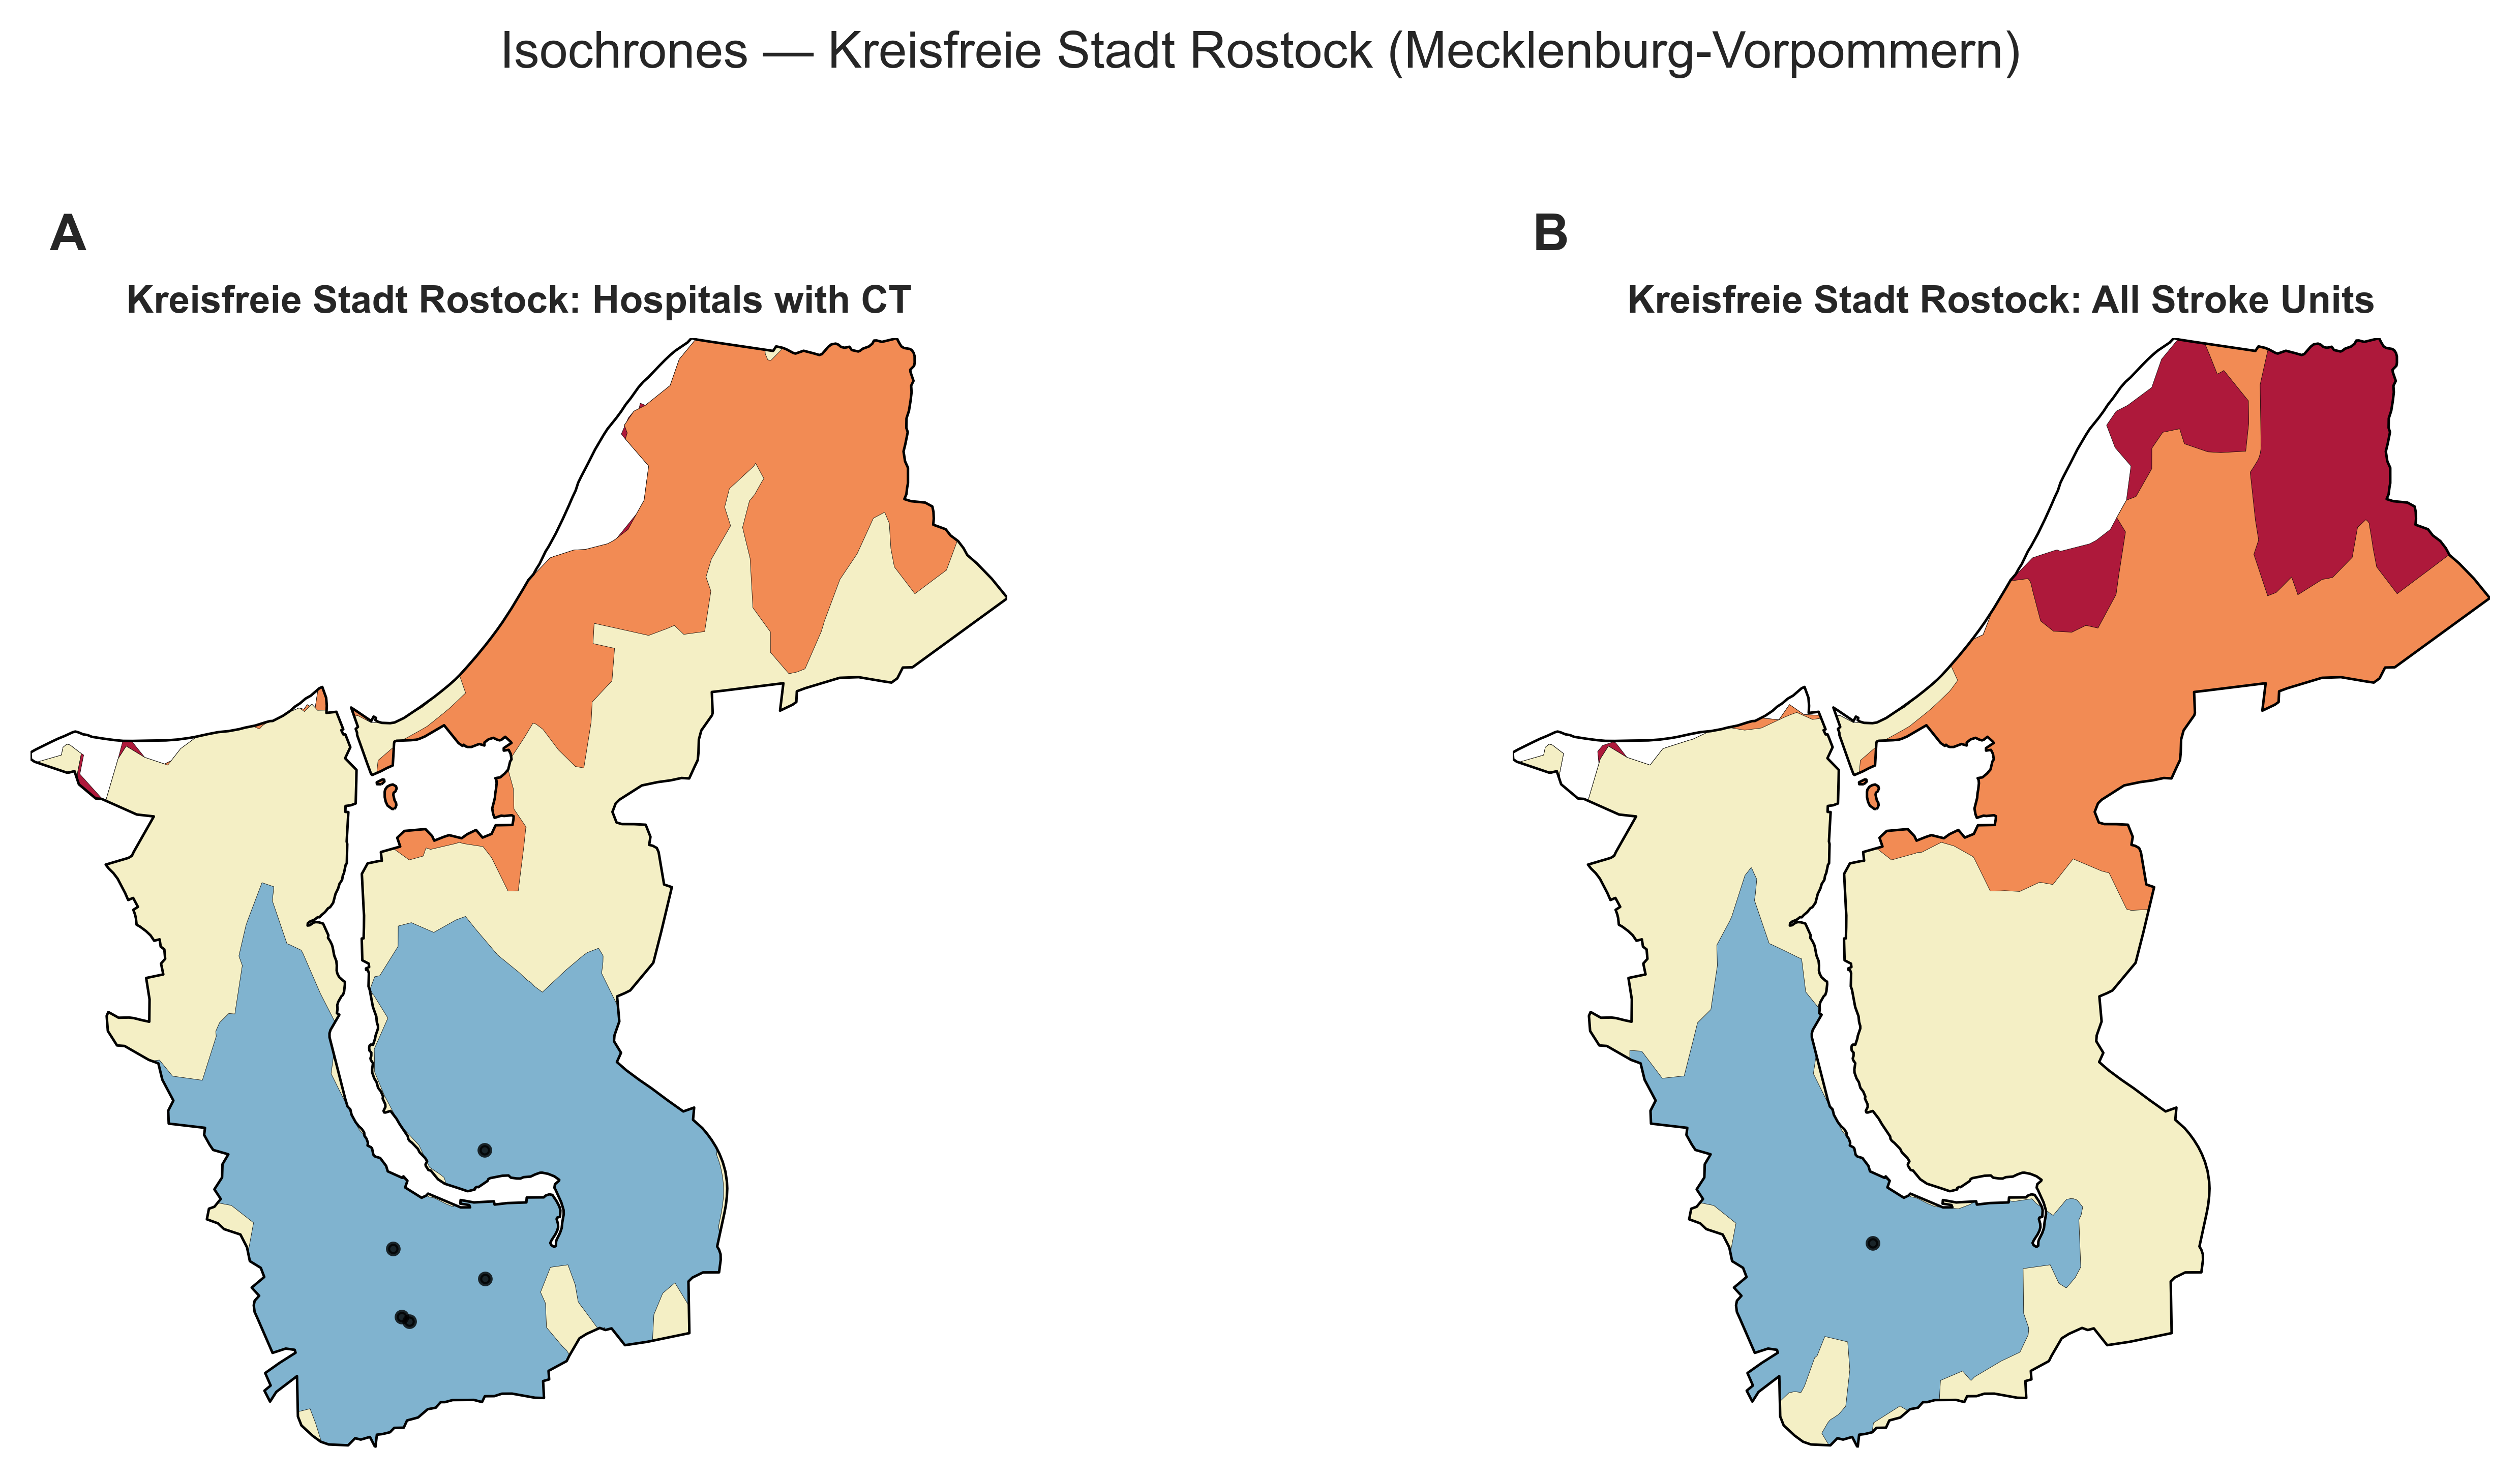 Isochrones — Kreisfreie Stadt Rostock (Mecklenburg-Vorpommern)
A
B
Kreisfreie Stadt Rostock: Hospitals with CT
Kreisfreie Stadt Rostock: All Stroke Units